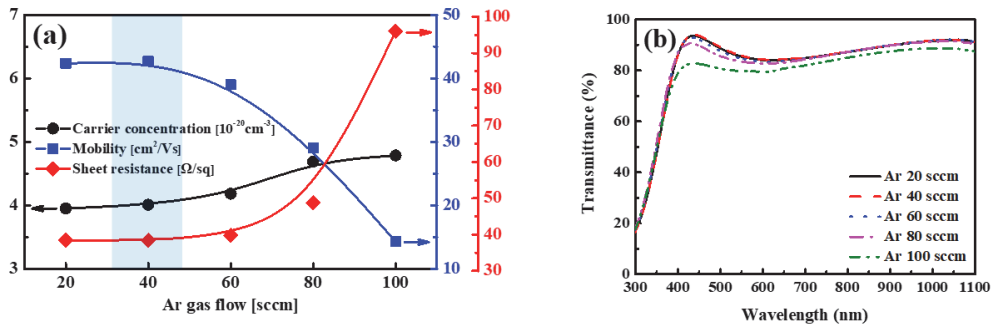 (a)
7
6
5
4
3
20
40
60
80
100
Ar gas flow [sccm]
Carrier concentration [10⁻²⁰cm⁻³]
Mobility [cm²/Vs]
Sheet resistance [Ω/sq]
50
40
30
20
10
100
90
80
70
60
50
40
30
(b)
Transmittance (%)
100
80
60
40
20
0
Ar 20 sccm
Ar 40 sccm
Ar 60 sccm
Ar 80 sccm
Ar 100 sccm
300 400 500 600 700 800 900 1000 1100
Wavelength (nm)